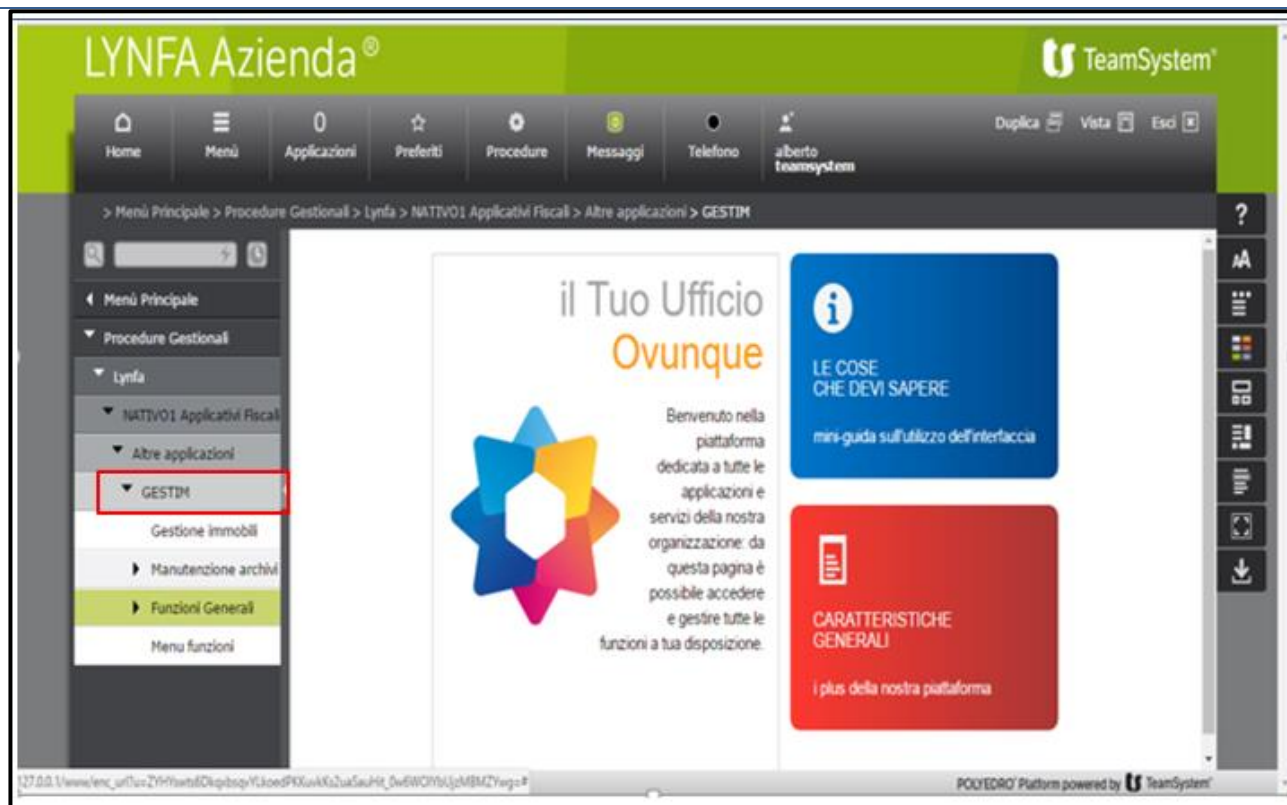 LYNFA Azienda®
TeamSystem®
Home
Menù
0
Applicazioni
Preferiti
Procedure
Messaggi
Telefono
alberto
teamsystem
Duplica
Vista
Esci
> Menù Principale > Procedure Gestionali > Lynfa > NATIVO1 Applicativi Fiscali > Altre applicazioni > GESTIM
?
AA
Menù Principale
Procedure Gestionali
Lynfa
NATIVO1 Applicativi Fiscali
Altre applicazioni
GESTIM
Gestione immobili
Manutenzione archivi
Funzioni Generali
Menu funzioni
il Tuo Ufficio
Ovunque
Benvenuto nella
piattaforma
dedicata a tutte le
applicazioni e
servizi della nostra
organizzazione: da
questa pagina è
possibile accedere
e gestire tutte le
funzioni a tua disposizione.
i
LE COSE
CHE DEVI SAPERE
mini-guida sull'utilizzo dell'interfaccia
CARATTERISTICHE
GENERALI
i plus della nostra piattaforma
POLYEDRO® Platform powered by TeamSystem®